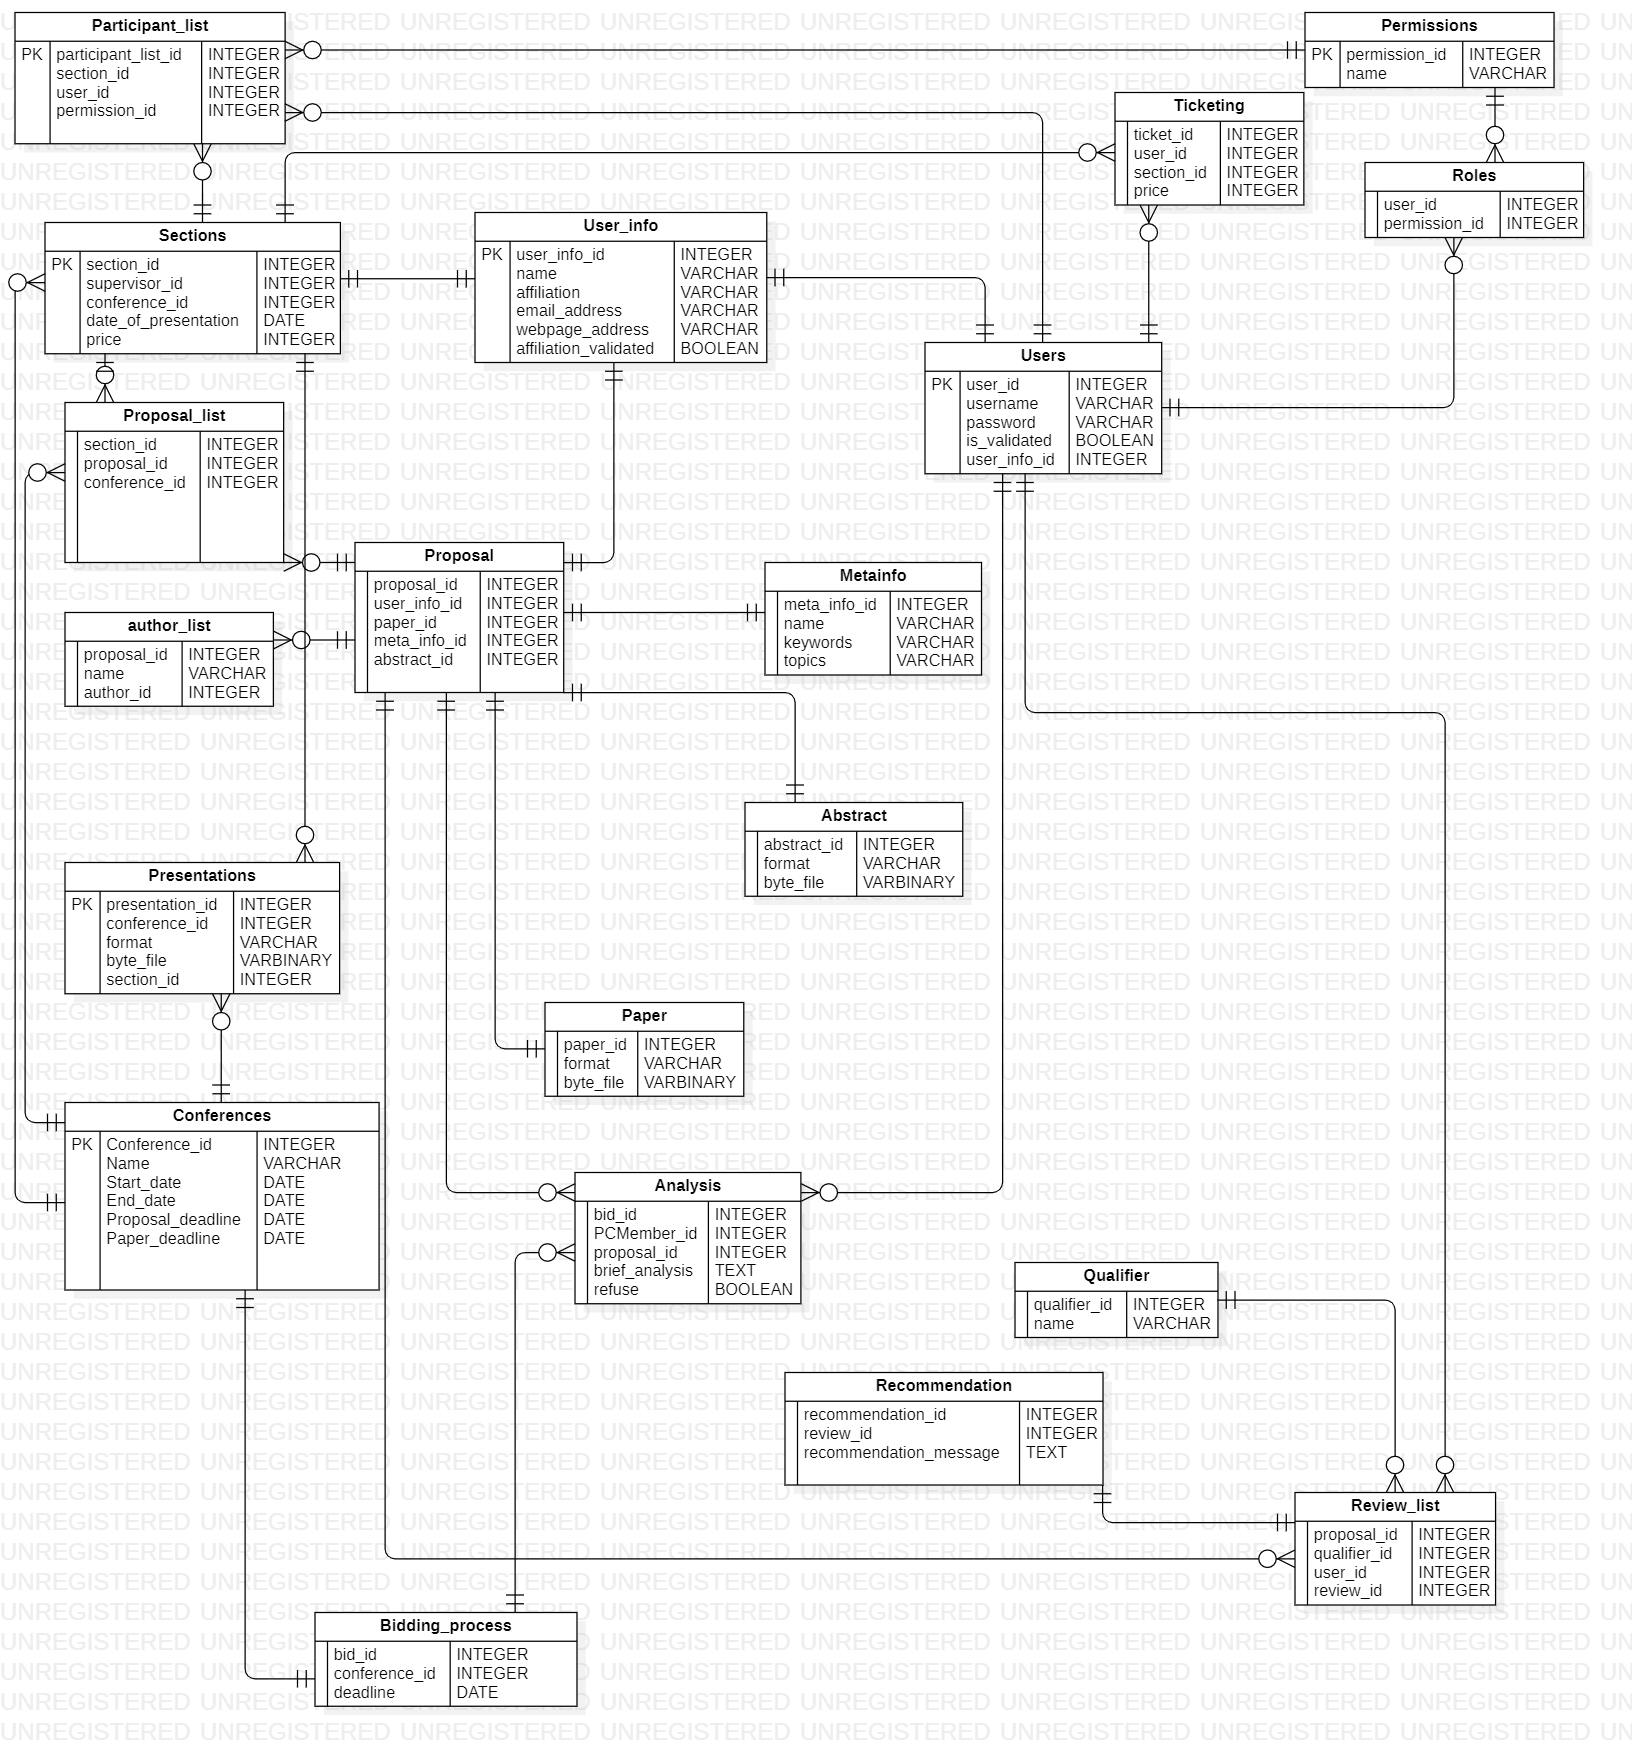 Participant_list
PK participant_list_id INTEGER
section_id INTEGER
user_id INTEGER
permission_id INTEGER
Permissions
PK permission_id INTEGER
name VARCHAR
Ticketing
ticket_id INTEGER
user_id INTEGER
section_id INTEGER
price INTEGER
Roles
user_id INTEGER
permission_id INTEGER
Sections
PK section_id INTEGER
supervisor_id INTEGER
conference_id INTEGER
date_of_presentation DATE
price INTEGER
User_info
PK user_info_id INTEGER
name VARCHAR
affiliation VARCHAR
email_address VARCHAR
webpage_address VARCHAR
affiliation_validated BOOLEAN
Users
PK user_id INTEGER
username VARCHAR
password VARCHAR
is_validated BOOLEAN
user_info_id INTEGER
Proposal_list
section_id INTEGER
proposal_id INTEGER
conference_id INTEGER
Proposal
proposal_id INTEGER
user_info_id INTEGER
paper_id INTEGER
meta_info_id INTEGER
abstract_id INTEGER
Metainfo
meta_info_id INTEGER
name VARCHAR
keywords VARCHAR
topics VARCHAR
author_list
proposal_id INTEGER
name VARCHAR
author_id INTEGER
Abstract
abstract_id INTEGER
format VARCHAR
byte_file VARBINARY
Presentations
PK presentation_id INTEGER
conference_id INTEGER
format VARCHAR
byte_file VARBINARY
section_id INTEGER
Paper
paper_id INTEGER
format VARCHAR
byte_file VARBINARY
Conferences
PK Conference_id INTEGER
Name VARCHAR
Start_date DATE
End_date DATE
Proposal_deadline DATE
Paper_deadline DATE
Analysis
bid_id INTEGER
PCMember_id INTEGER
proposal_id INTEGER
brief_analysis TEXT
refuse BOOLEAN
Qualifier
qualifier_id INTEGER
name VARCHAR
Recommendation
recommendation_id INTEGER
review_id INTEGER
recommendation_message TEXT
Review_list
proposal_id INTEGER
qualifier_id INTEGER
user_id INTEGER
review_id INTEGER
Bidding_process
bid_id INTEGER
conference_id INTEGER
deadline DATE
UNREGISTERED UNREGISTERED UNREGISTERED UNREGISTERED UNREGISTERED UNREGISTERED UNREGISTERED UNREGISTERED